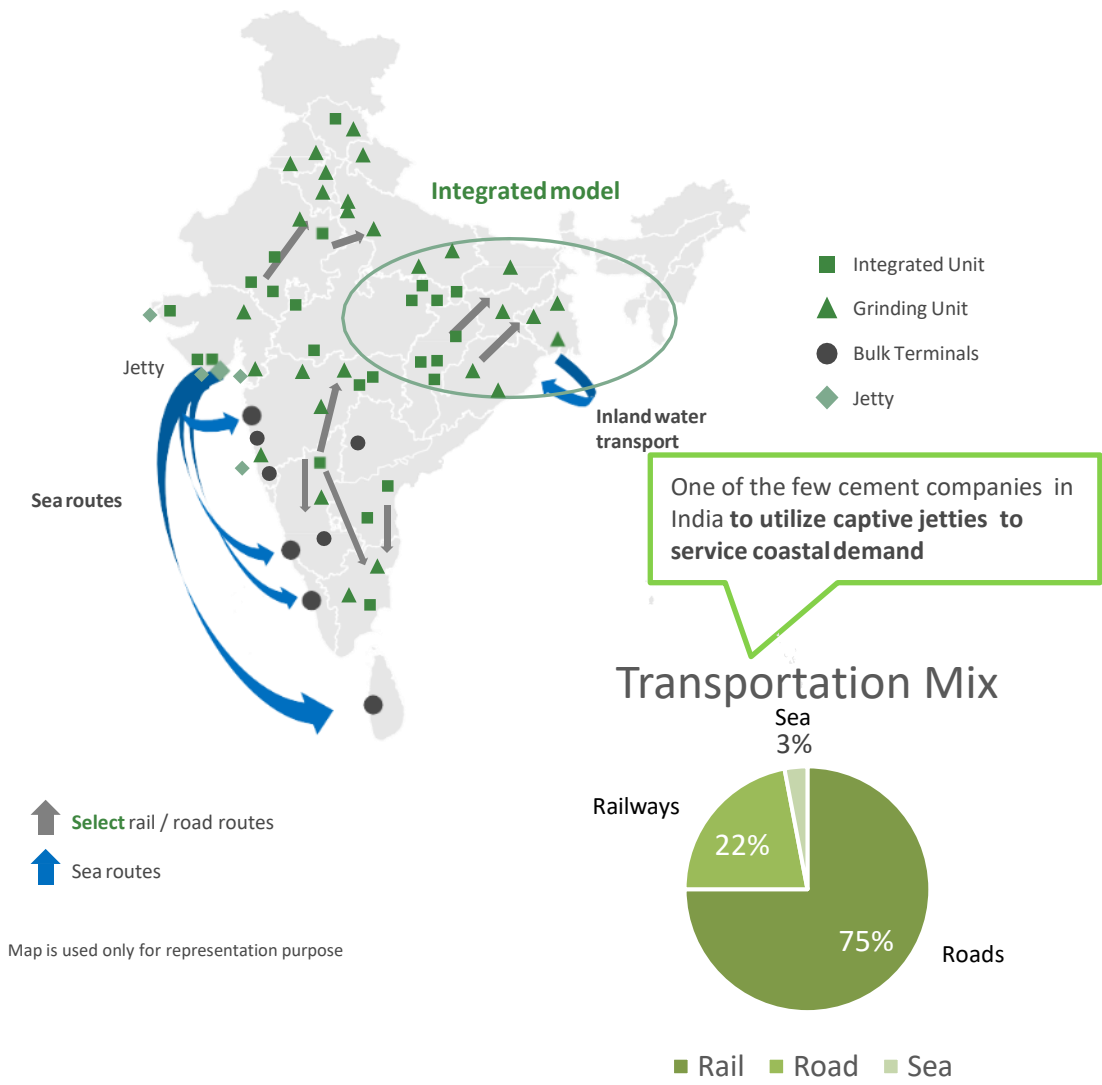 Integrated model
Integrated Unit
Grinding Unit
Bulk Terminals
Jetty
Jetty
Inland water
transport
Sea routes
One of the few cement companies in
India to utilize captive jetties to
service coastal demand
Transportation Mix
Sea
3%
Railways
22%
75%
Roads
Rail
Road
Sea
Select rail / road routes
Sea routes
Map is used only for representation purpose